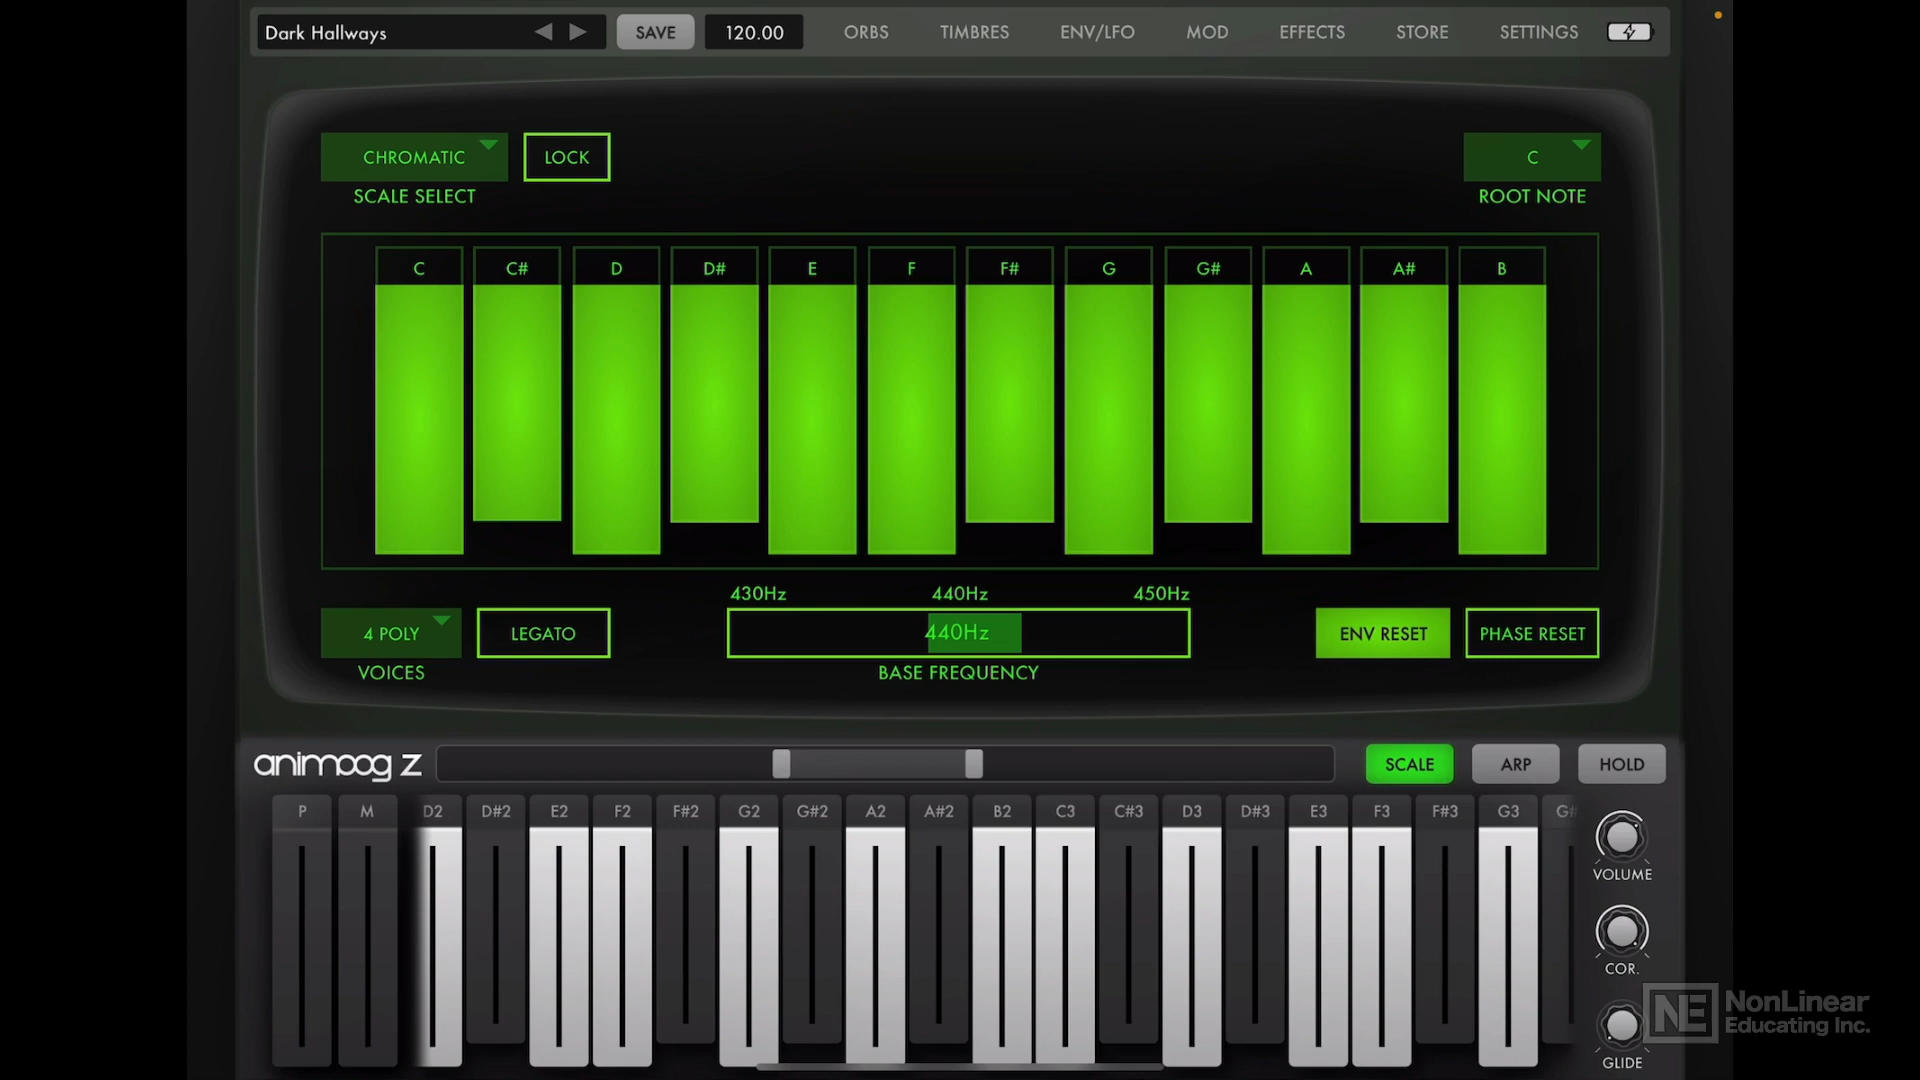 Dark Hallways
SAVE
120.00
ORBS
TIMBRES
ENV/LFO
MOD
EFFECTS
STORE
SETTINGS
CHROMATIC
LOCK
SCALE SELECT
C
ROOT NOTE
C C# D D# E F F# G G# A A# B
430Hz 440Hz 450Hz
440Hz
BASE FREQUENCY
4 POLY
VOICES
LEGATO
ENV RESET
PHASE RESET
animoog Z
SCALE
ARP
HOLD
P M D2 D#2 E2 F2 F#2 G2 G#2 A2 A#2 B2 C3 C#3 D3 D#3 E3 F3 F#3 G3 G#
VOLUME
COR.
GLIDE
NE NonLinear
Educating Inc.